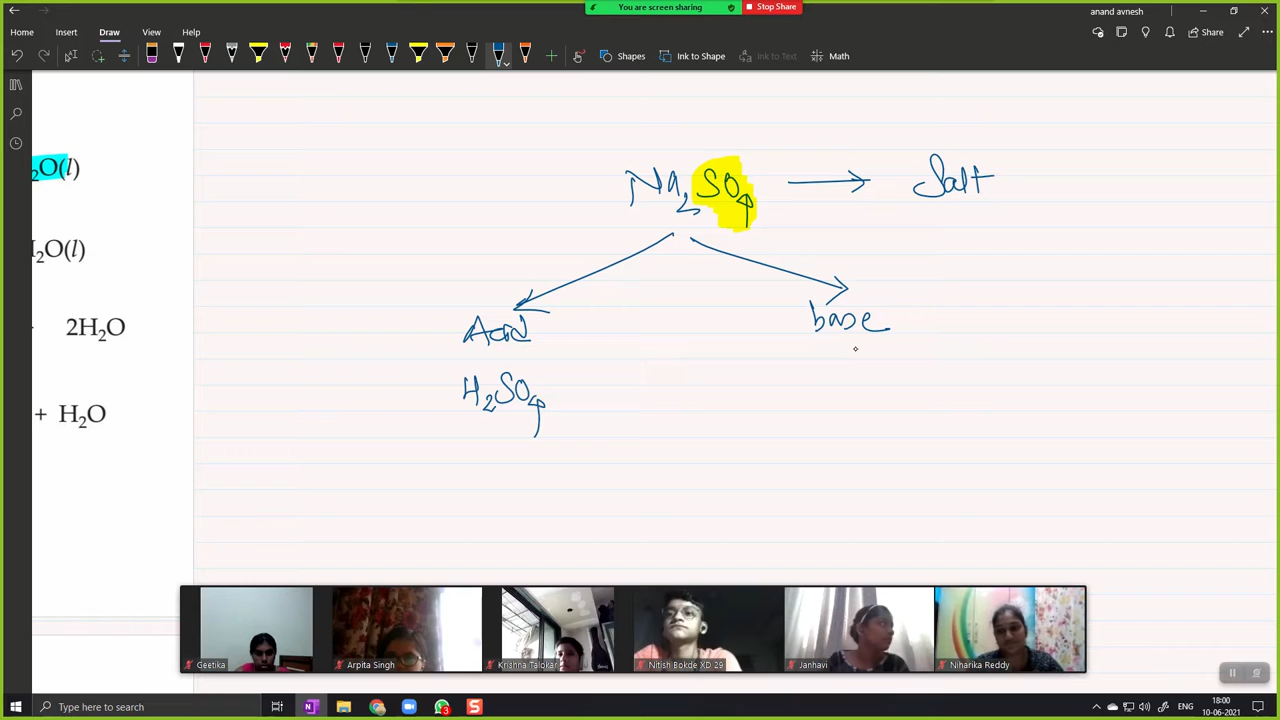 You are screen sharing
Stop Share
anand avnesh
Home Insert Draw View Help
Share
Shapes
Ink to Shape
Ink to Text
Math
₂O(l)
Na₂SO₄ → Salt
H₂O(l)
Acid
base
2H₂O
H₂SO₄
+ H₂O
Geetika
Arpita Singh
Krishna Talokar
Nitish Bokde XD 29
Janhavi
Niharika Reddy
Type here to search
3
ENG
18:00
10-06-2021